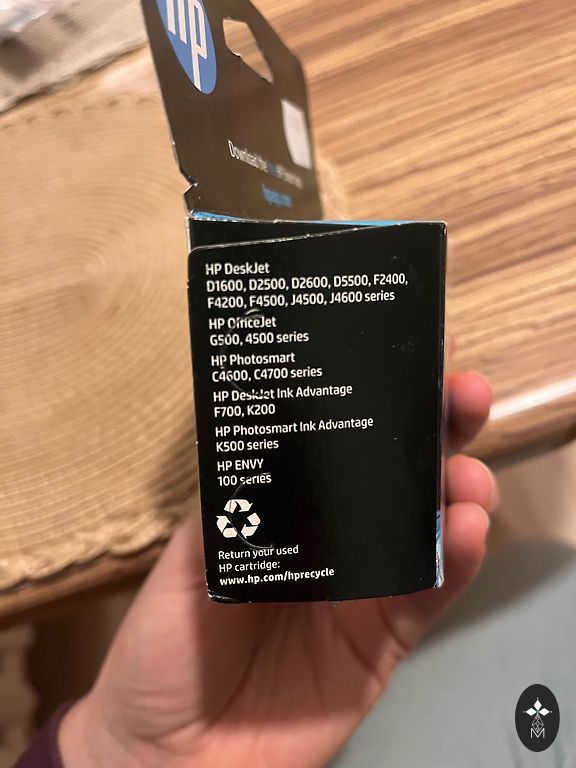 hp
Download the
HP DeskJet
D1600, D2500, D2600, D5500, F2400,
F4200, F4500, J4500, J4600 series
HP OfficeJet
G500, 4500 series
HP Photosmart
C4600, C4700 series
HP DeskJet Ink Advantage
F700, K200
HP Photosmart Ink Advantage
K500 series
HP ENVY
100 series
Return your used
HP cartridge:
www.hp.com/hprecycle
M